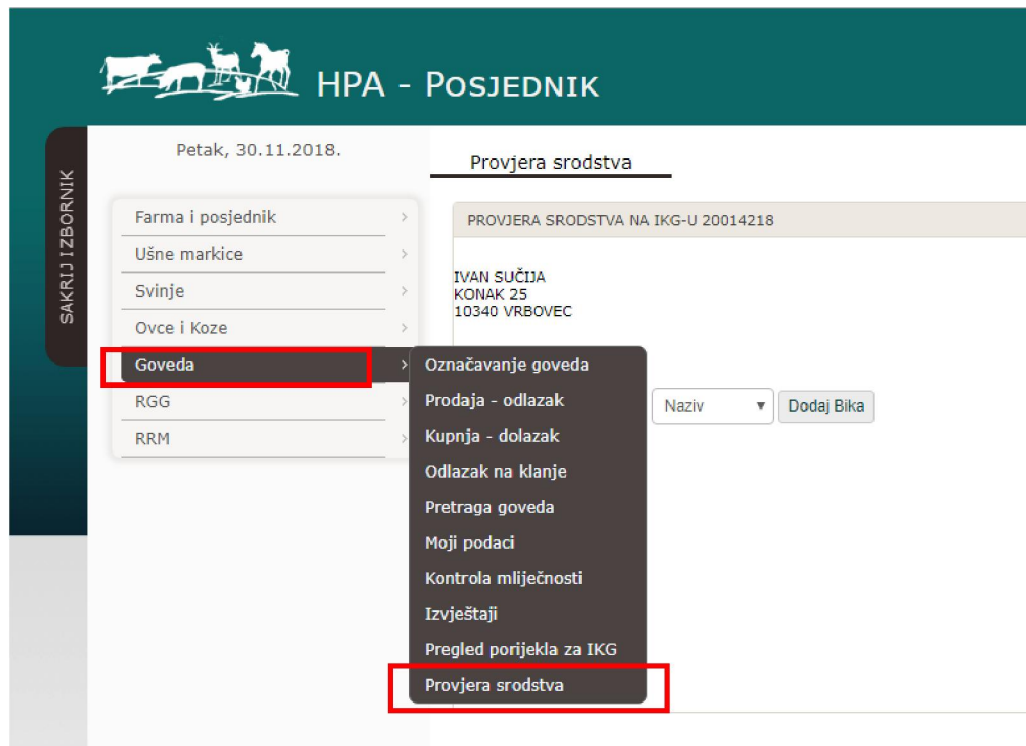 HPA - POSJEDNIK
SAKRIJ IZBORNIK
Petak, 30.11.2018.
Farma i posjednik
Ušne markice
Svinje
Ovce i Koze
Goveda
RGG
RRM
Označavanje goveda
Prodaja - odlazak
Kupnja - dolazak
Odlazak na klanje
Pretraga goveda
Moji podaci
Kontrola mliječnosti
Izvještaji
Pregled porijekla za IKG
Provjera srodstva
Provjera srodstva
PROVJERA SRODSTVA NA IKG-U 20014218
IVAN SUČIJA
KONAK 25
10340 VRBOVEC
Naziv
Dodaj Bika